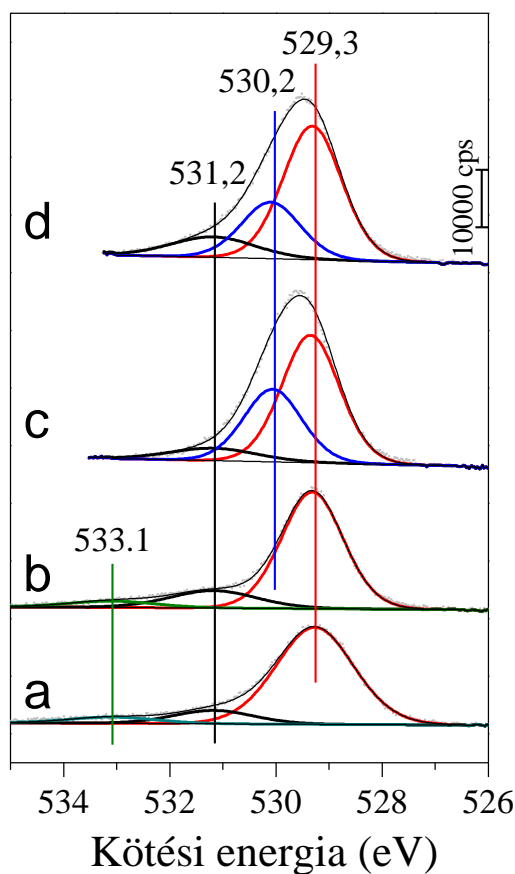 529,3
530,2
531,2
10000 cps
d
c
533.1
b
a
534 532 530 528 526
Kötési energia (eV)